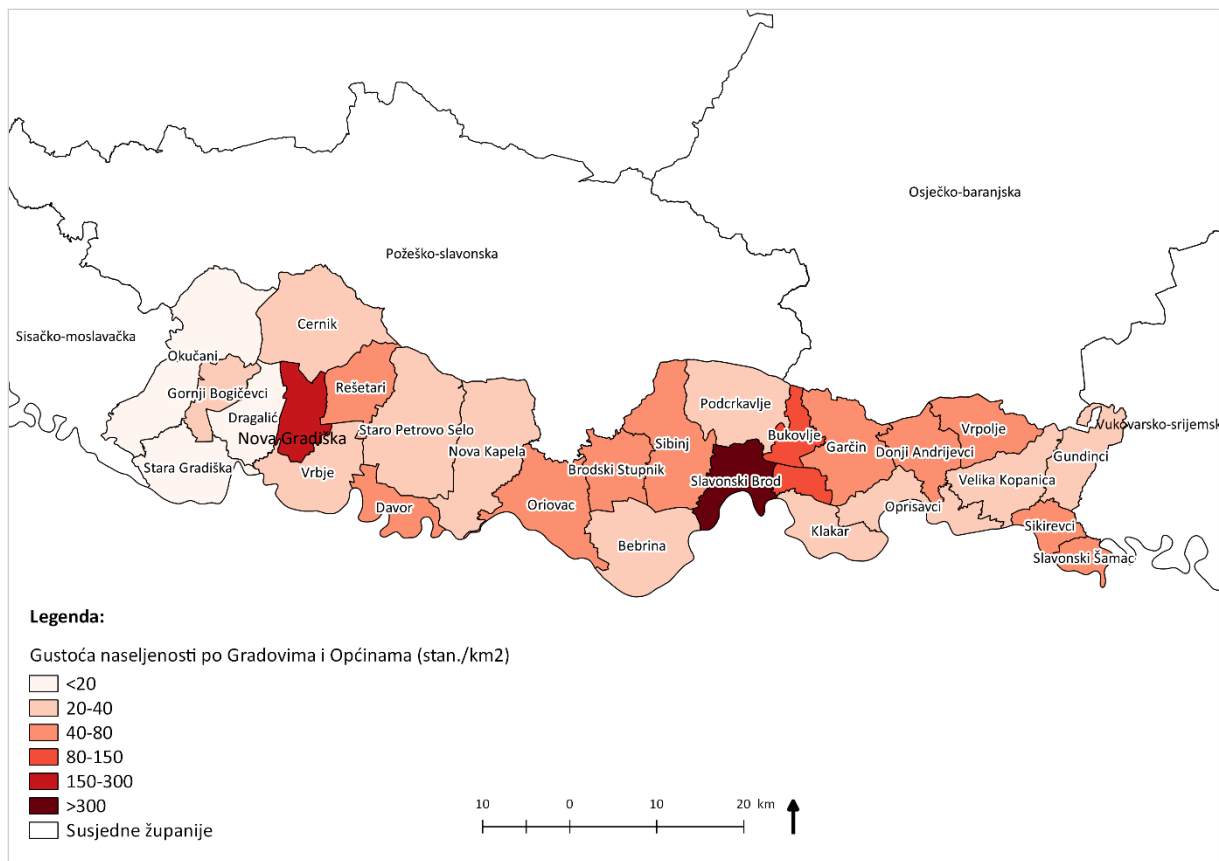 Osječko-baranjska
Požeško-slavonska
Sisačko-moslavačka
Cernik
Okučani
Gornji Bogičevci
Rešetari
Dragalić
Nova Gradiška
Staro Petrovo Selo
Nova Kapela
Stara Gradiška
Vrbje
Davor
Oriovac
Brodski Stupnik
Sibinj
Podcrkavlje
Bukovlje
Slavonski Brod
Bebrina
Garčin
Klakar
Donji Andrijevci
Vrpolje
Oprisavci
Velika Kopanica
Gundinci
Vukovarsko-srijemsk
Sikirevci
Slavonski Šamac
Legenda:
Gustoća naseljenosti po Gradovima i Općinama (stan./km2)
<20
20-40
40-80
80-150
150-300
>300
Susjedne županije
10 0 10 20 km